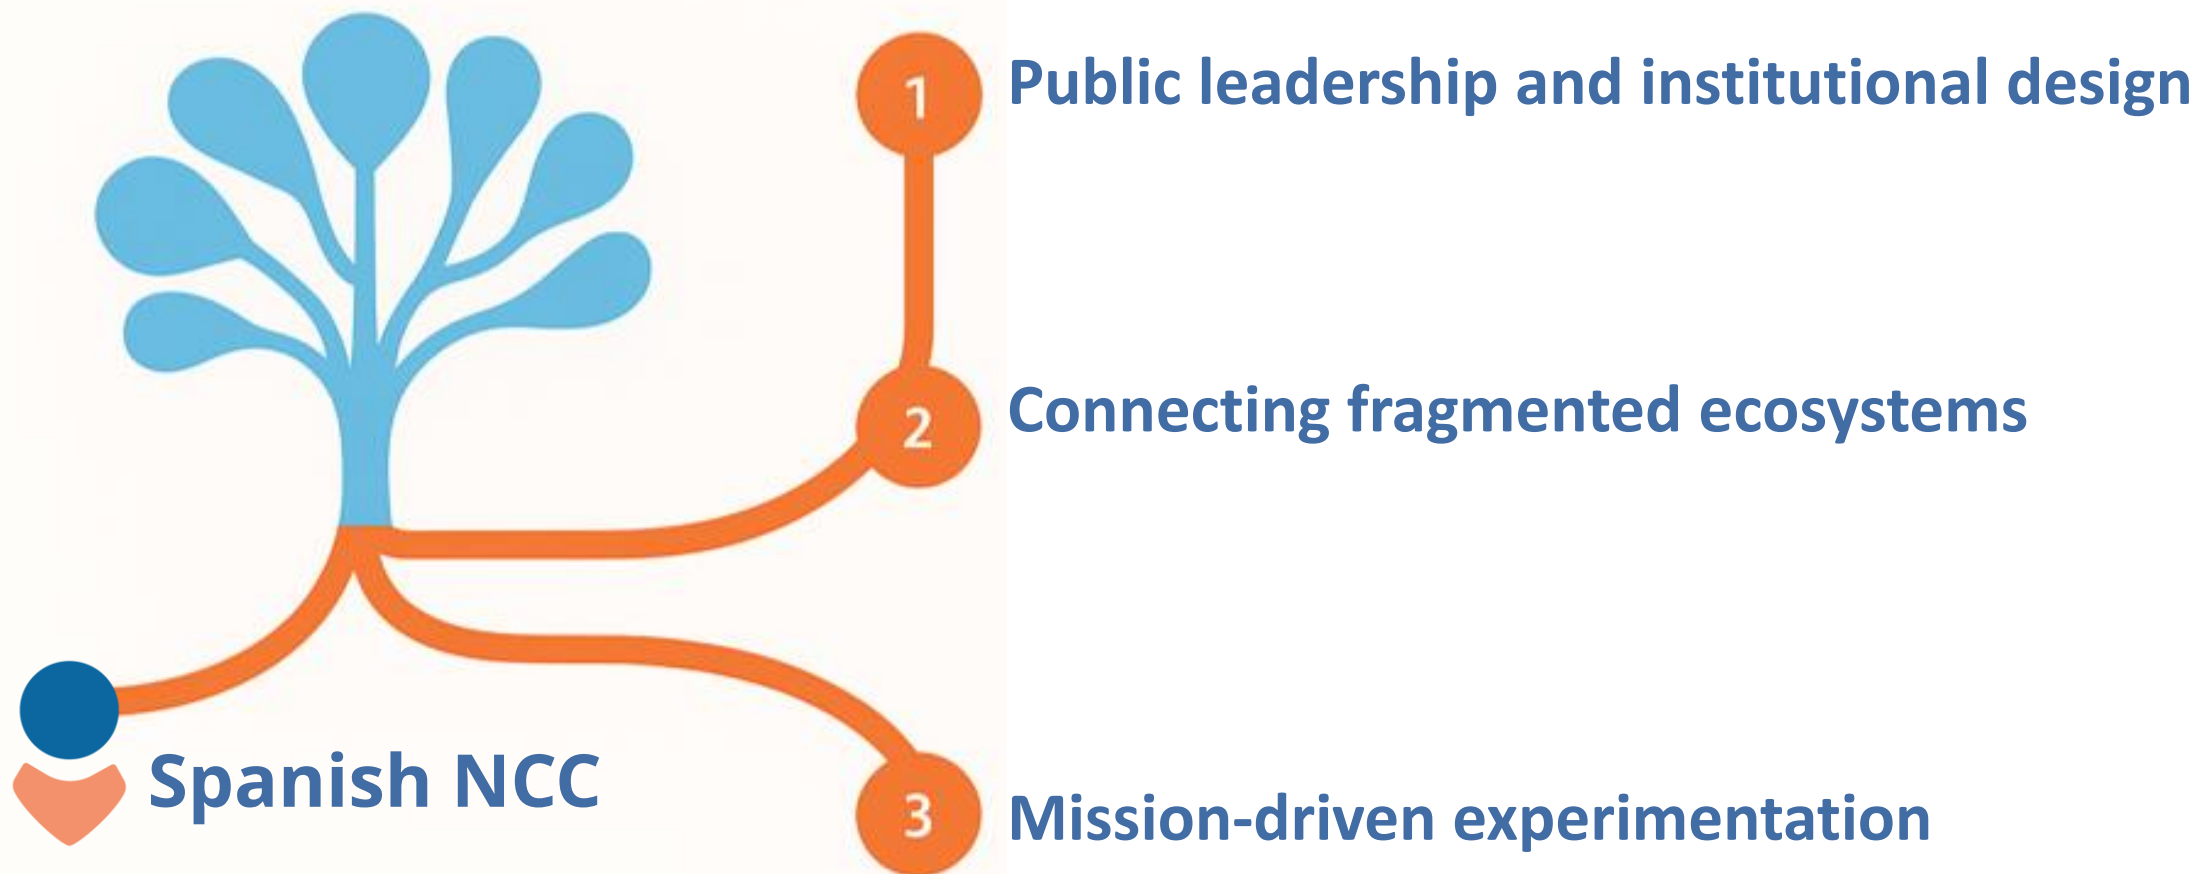 1 Public leadership and institutional design
2 Connecting fragmented ecosystems
Spanish NCC
3 Mission-driven experimentation